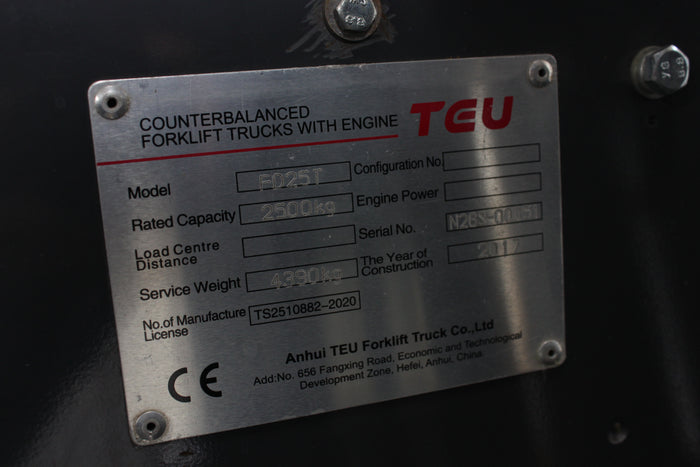 COUNTERBALANCED
FORKLIFT TRUCKS WITH ENGINE
TEU
Model FD25T Configuration No.
Rated Capacity 2500kg Engine Power
Load Centre
Distance
Serial No.
Service Weight 4390kg The Year of
Construction 2017
No.of Manufacture
License TS2510882-2020
Anhui TEU Forklift Truck Co.,Ltd
Add:No. 656 Fangxing Road, Economic and Technological
Development Zone, Hefei, Anhui, China
CE
8.8